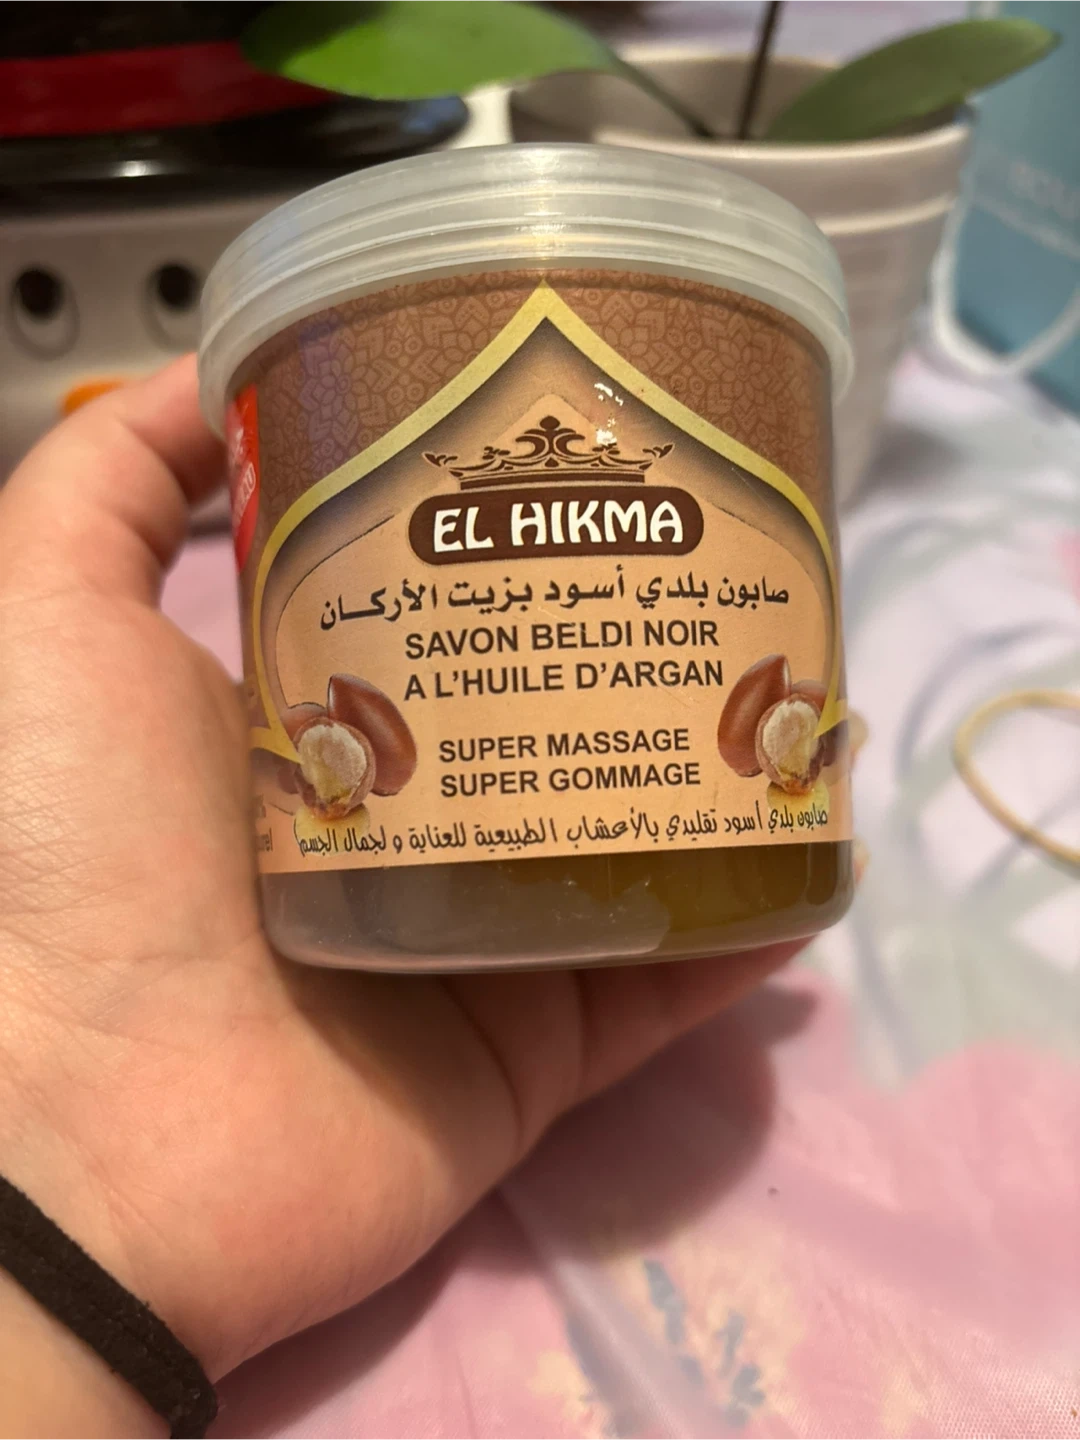 EL HIKMA
صابون بلدي أسود بزيت الأركان
SAVON BELDI NOIR
A L'HUILE D'ARGAN
SUPER MASSAGE
SUPER GOMMAGE
صابون بلدي أسود تقليدي بالأعشاب الطبيعية للعناية و لجمال الجسم